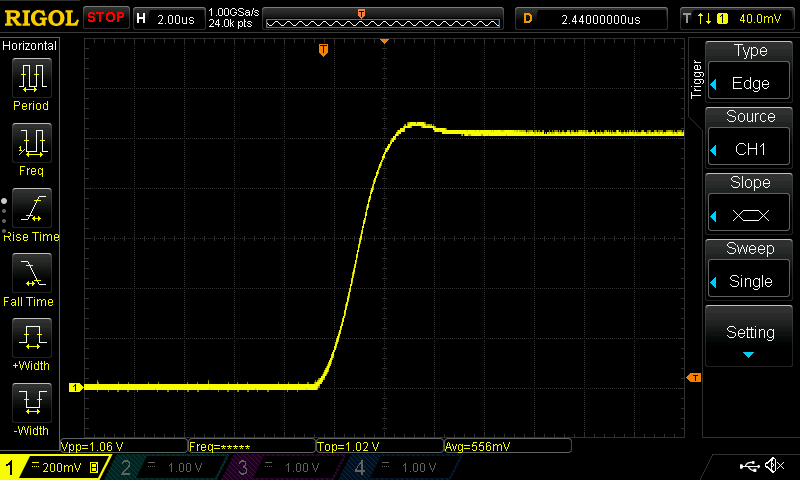 RIGOL STOP H 2.00us 1.00GSa/s D 2.44000000us T 1 40.0mV
24.0k pts
T
Horizontal
Period
Freq
Rise Time
Fall Time
+Width
-Width
T
1
T
Trigger
Type
Edge
Source
CH1
Slope
Sweep
Single
Setting
Vpp=1.06 V Freq=***** Top=1.02 V Avg=556mV
1 200mV B 2 1.00 V 3 1.00 V 4 1.00 V